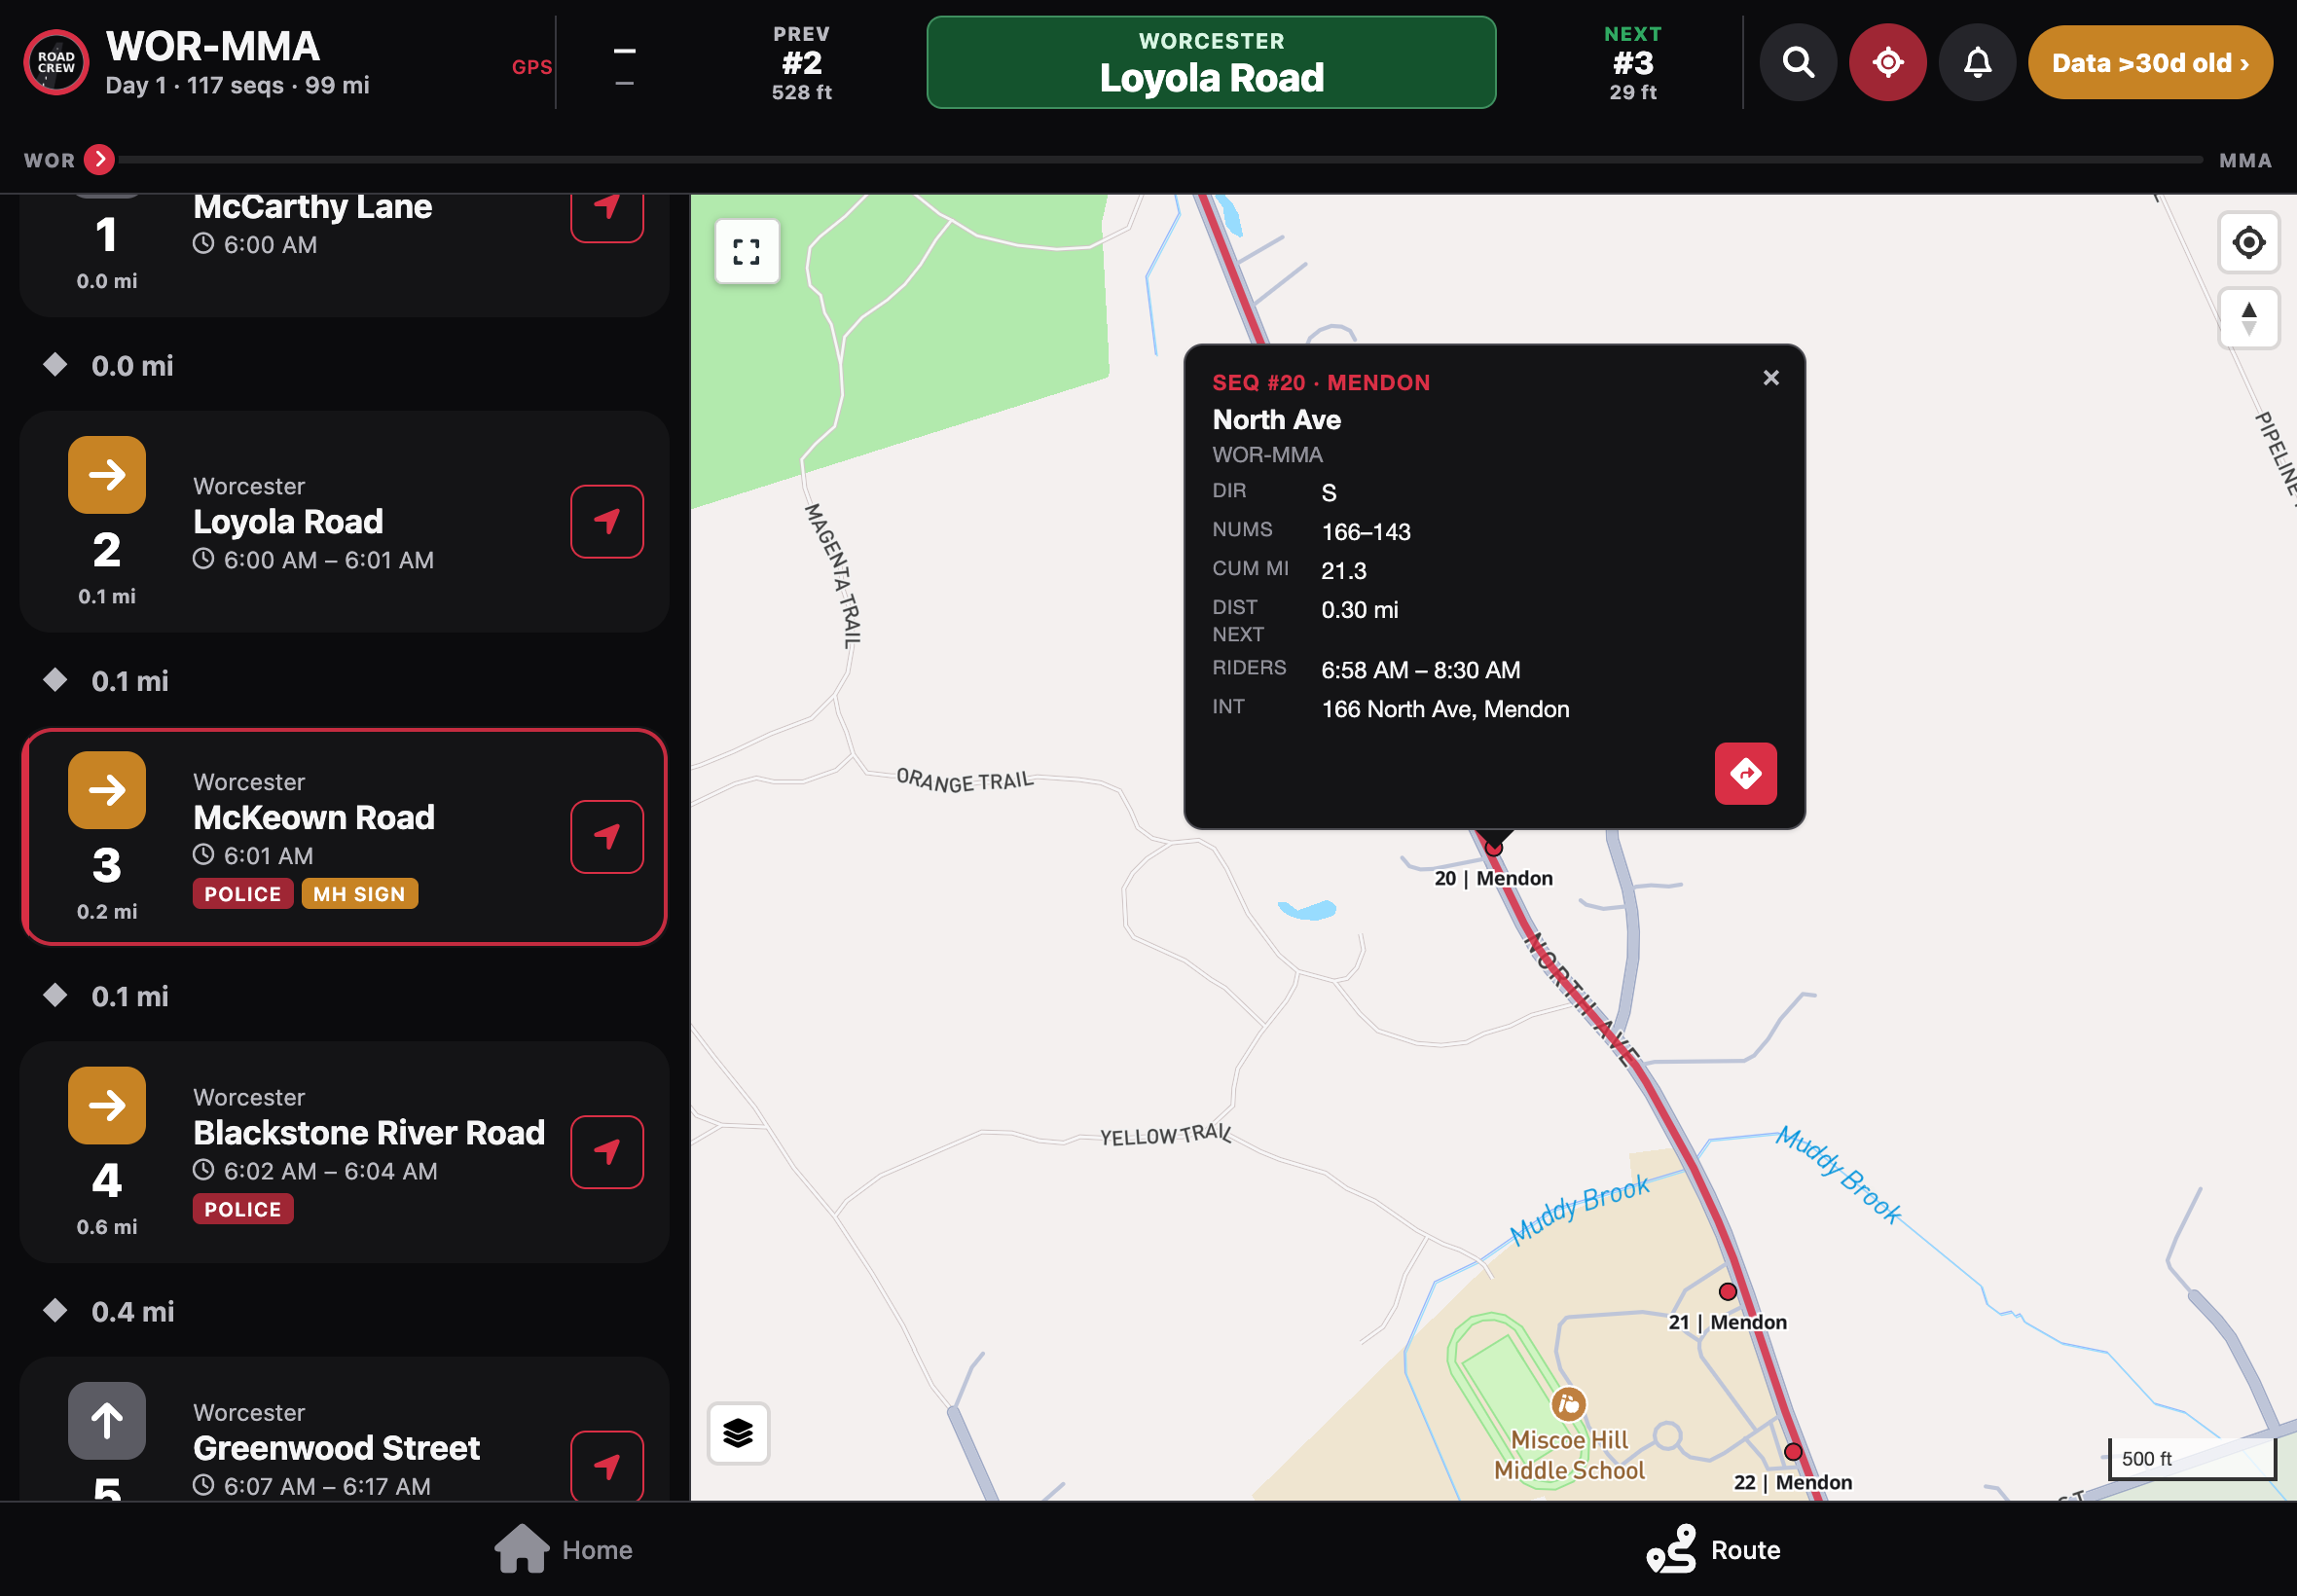 ROAD
CREW
WOR-MMA
Day 1 · 117 seqs · 99 mi
GPS
—
–
PREV
#2
528 ft
WORCESTER
Loyola Road
NEXT
#3
29 ft
Data >30d old ›
WOR
MMA
McCarthy Lane
1
6:00 AM
0.0 mi
0.0 mi
Worcester
Loyola Road
2
6:00 AM – 6:01 AM
0.1 mi
0.1 mi
Worcester
McKeown Road
3
6:01 AM
POLICE
MH SIGN
0.2 mi
0.1 mi
Worcester
Blackstone River Road
4
6:02 AM – 6:04 AM
POLICE
0.6 mi
0.4 mi
Worcester
Greenwood Street
5
6:07 AM – 6:17 AM
SEQ #20 · MENDON
×
North Ave
WOR-MMA
DIR S
NUMS 166–143
CUM MI 21.3
DIST NEXT 0.30 mi
RIDERS 6:58 AM – 8:30 AM
INT 166 North Ave, Mendon
MAGENTA TRAIL
ORANGE TRAIL
YELLOW TRAIL
20 | Mendon
NORTH AVE
Muddy Brook
Muddy Brook
21 | Mendon
Miscoe Hill
Middle School
22 | Mendon
500 ft
Home
Route